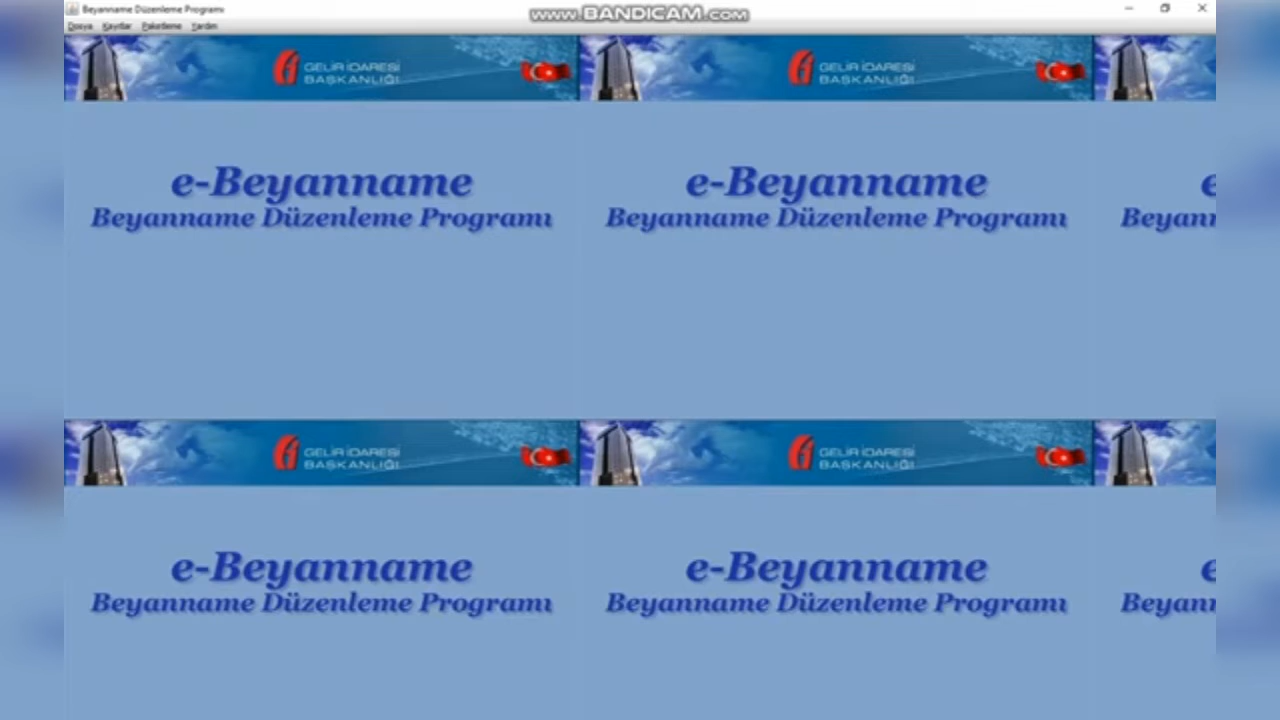 Beyanname Düzenleme Programı
www.BANDICAM.com
Dosya Kayıtlar Paketleme Yardım
GELİR İDARESİ
BAŞKANLIĞI
GELİR İDARESİ
BAŞKANLIĞI
e-Beyanname
e-Beyanname
e
Beyanname Düzenleme Programı
Beyanname Düzenleme Programı
Beyann
GELİR İDARESİ
BAŞKANLIĞI
GELİR İDARESİ
BAŞKANLIĞI
e-Beyanname
e-Beyanname
e
Beyanname Düzenleme Programı
Beyanname Düzenleme Programı
Beyann